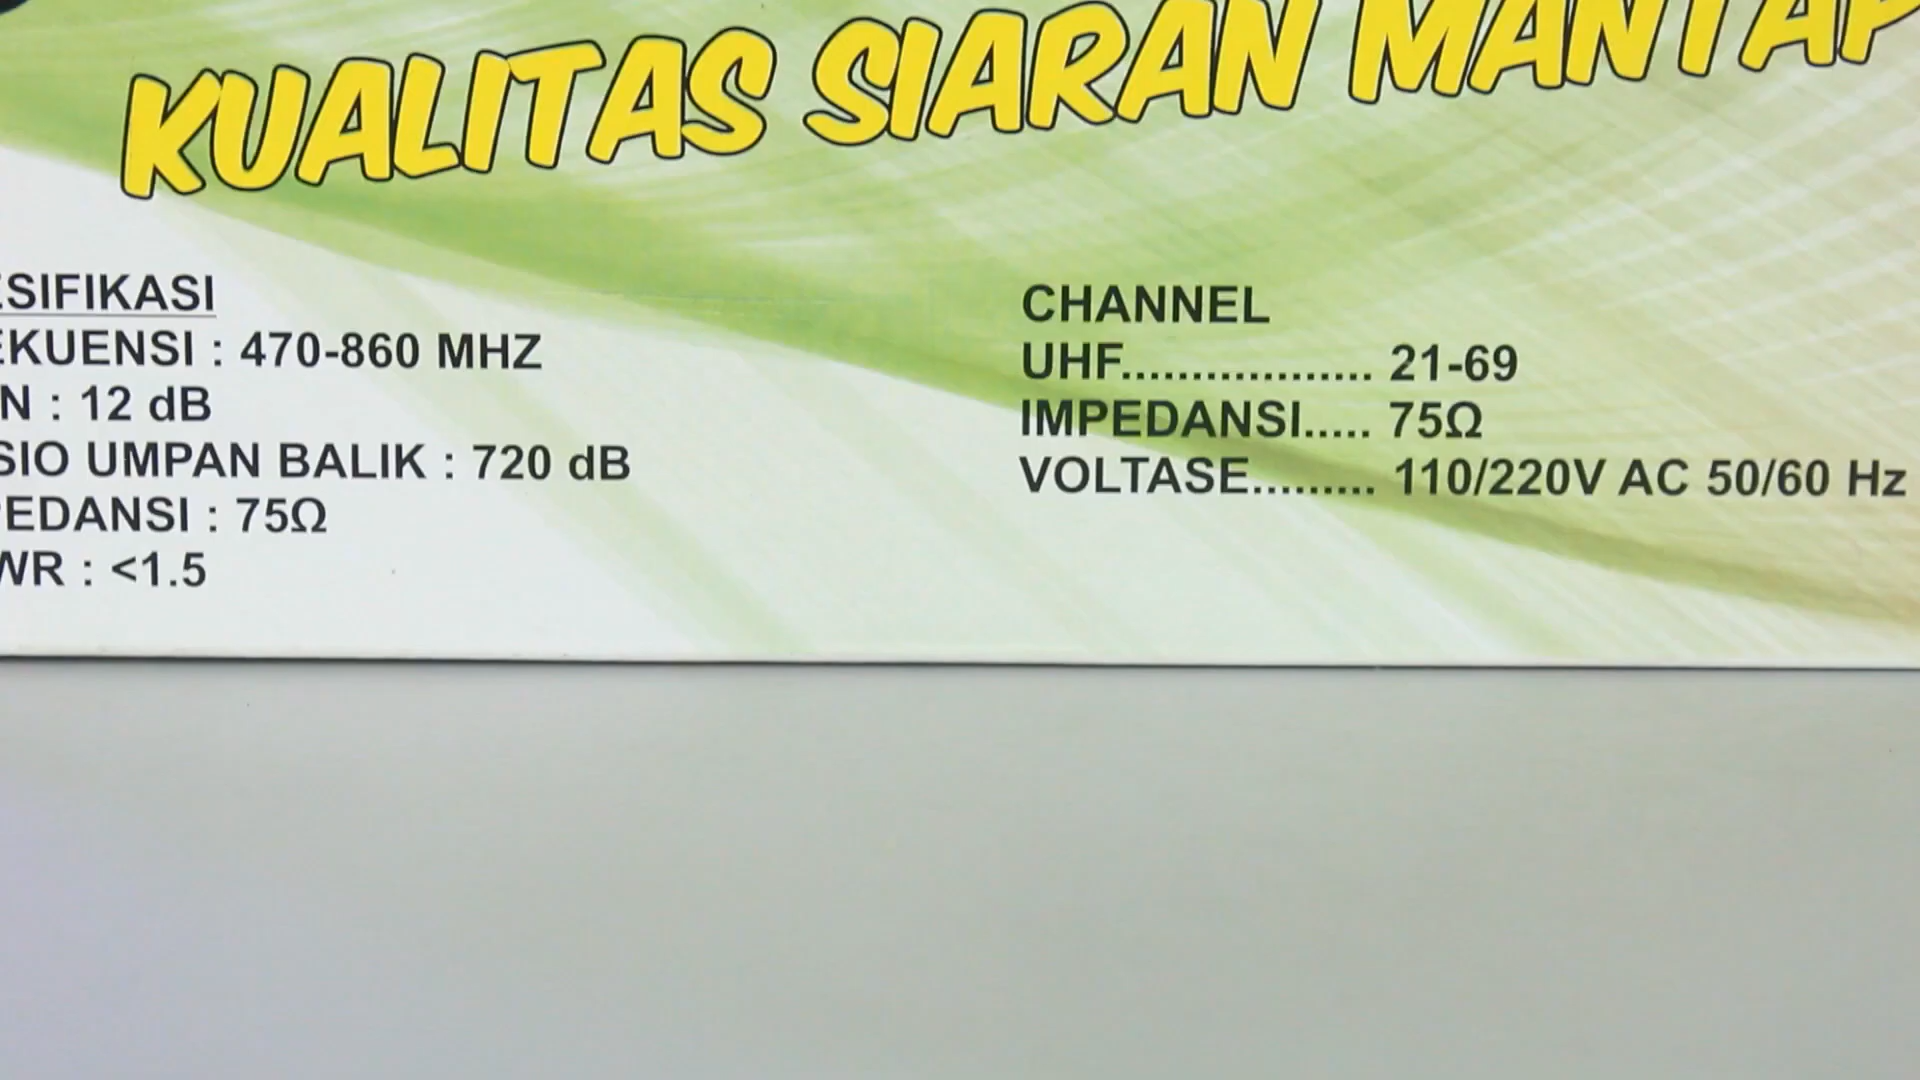 KUALITAS SIARAN MANTAP
ESIFIKASI
EKUENSI : 470-860 MHZ
N : 12 dB
SIO UMPAN BALIK : 720 dB
PEDANSI : 75Ω
WR : <1.5
CHANNEL
UHF.................. 21-69
IMPEDANSI..... 75Ω
VOLTASE......... 110/220V AC 50/60 Hz